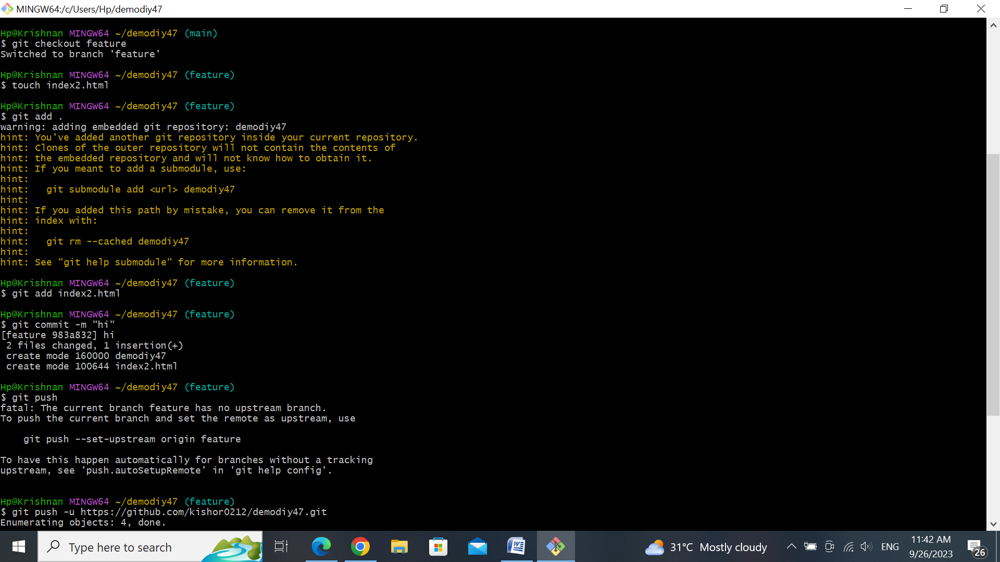 MINGW64:/c/Users/Hp/demodiy47
Hp@Krishnan MINGW64 ~/demodiy47 (main)
$ git checkout feature
Switched to branch 'feature'
Hp@Krishnan MINGW64 ~/demodiy47 (feature)
$ touch index2.html
Hp@Krishnan MINGW64 ~/demodiy47 (feature)
$ git add .
warning: adding embedded git repository: demodiy47
hint: You've added another git repository inside your current repository.
hint: Clones of the outer repository will not contain the contents of
hint: the embedded repository and will not know how to obtain it.
hint: If you meant to add a submodule, use:
hint:
hint:   git submodule add <url> demodiy47
hint:
hint: If you added this path by mistake, you can remove it from the
hint: index with:
hint:
hint:   git rm --cached demodiy47
hint:
hint: See "git help submodule" for more information.
Hp@Krishnan MINGW64 ~/demodiy47 (feature)
$ git add index2.html
Hp@Krishnan MINGW64 ~/demodiy47 (feature)
$ git commit -m "hi"
[feature 983a832] hi
 2 files changed, 1 insertion(+)
 create mode 160000 demodiy47
 create mode 100644 index2.html
Hp@Krishnan MINGW64 ~/demodiy47 (feature)
$ git push
fatal: The current branch feature has no upstream branch.
To push the current branch and set the remote as upstream, use
    git push --set-upstream origin feature
To have this happen automatically for branches without a tracking
upstream, see 'push.autoSetupRemote' in 'git help config'.
Hp@Krishnan MINGW64 ~/demodiy47 (feature)
$ git push -u https://github.com/kishor0212/demodiy47.git
Enumerating objects: 4, done.
Type here to search
31°C Mostly cloudy
ENG
11:42 AM
9/26/2023
26